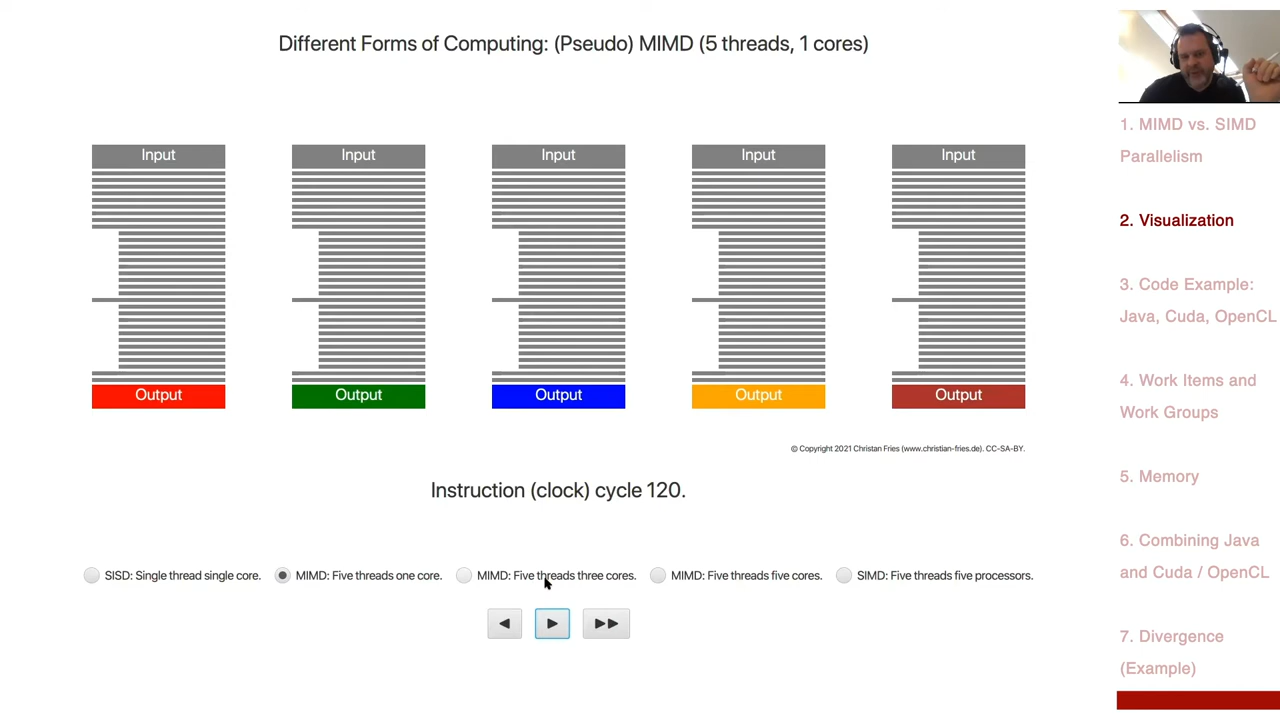 Different Forms of Computing: (Pseudo) MIMD (5 threads, 1 cores)
Input Input Input Input Input
Output Output Output Output Output
© Copyright 2021 Christan Fries (www.christian-fries.de). CC-SA-BY.
Instruction (clock) cycle 120.
SISD: Single thread single core. MIMD: Five threads one core. MIMD: Five threads three cores. MIMD: Five threads five cores. SIMD: Five threads five processors.
1. MIMD vs. SIMD
Parallelism
2. Visualization
3. Code Example:
Java, Cuda, OpenCL
4. Work Items and
Work Groups
5. Memory
6. Combining Java
and Cuda / OpenCL
7. Divergence
(Example)